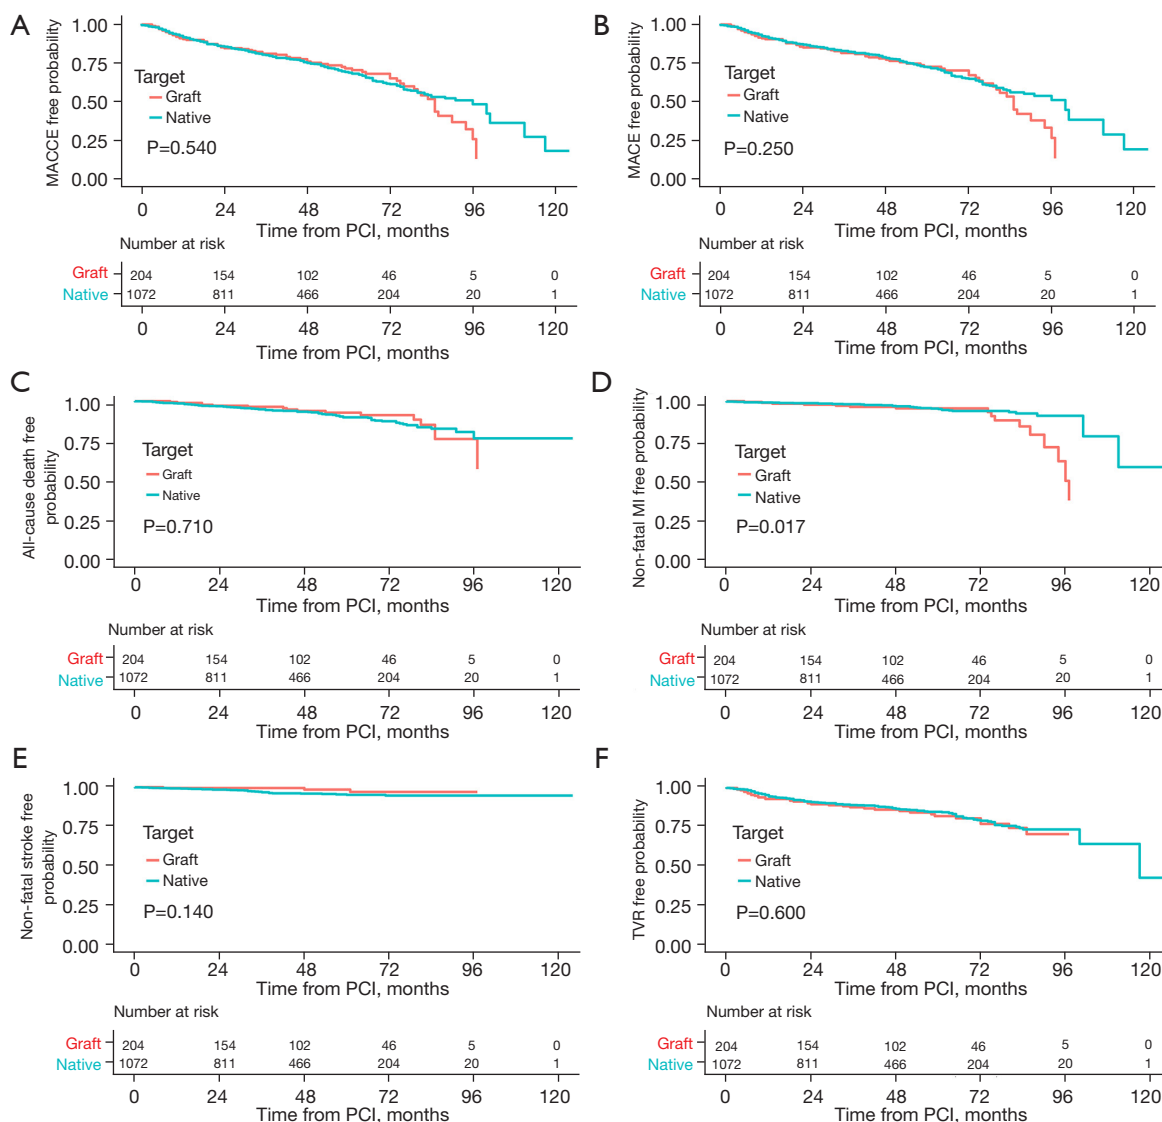 A
MACCE free probability
1.00
0.75
0.50
0.25
0.00
Target
Graft
Native
P=0.540
0 24 48 72 96 120
Time from PCI, months
Number at risk
Graft 204 154 102 46 5 0
Native 1072 811 466 204 20 1
0 24 48 72 96 120
Time from PCI, months
B
MACE free probability
1.00
0.75
0.50
0.25
0.00
Target
Graft
Native
P=0.250
0 24 48 72 96 120
Time from PCI, months
Number at risk
Graft 204 154 102 46 5 0
Native 1072 811 466 204 20 1
0 24 48 72 96 120
Time from PCI, months
C
All-cause death free
probability
1.00
0.75
0.50
0.25
0.00
Target
Graft
Native
P=0.710
0 24 48 72 96 120
Time from PCI, months
Number at risk
Graft 204 154 102 46 5 0
Native 1072 811 466 204 20 1
0 24 48 72 96 120
Time from PCI, months
D
Non-fatal MI free probability
1.00
0.75
0.50
0.25
0.00
Target
Graft
Native
P=0.017
0 24 48 72 96 120
Time from PCI, months
Number at risk
Graft 204 154 102 46 5 0
Native 1072 811 466 204 20 1
0 24 48 72 96 120
Time from PCI, months
E
Non-fatal stroke free
probability
1.00
0.75
0.50
0.25
0.00
Target
Graft
Native
P=0.140
0 24 48 72 96 120
Time from PCI, months
Number at risk
Graft 204 154 102 46 5 0
Native 1072 811 466 204 20 1
0 24 48 72 96 120
Time from PCI, months
F
TVR free probability
1.00
0.75
0.50
0.25
0.00
Target
Graft
Native
P=0.600
0 24 48 72 96 120
Time from PCI, months
Number at risk
Graft 204 154 102 46 5 0
Native 1072 811 466 204 20 1
0 24 48 72 96 120
Time from PCI, months